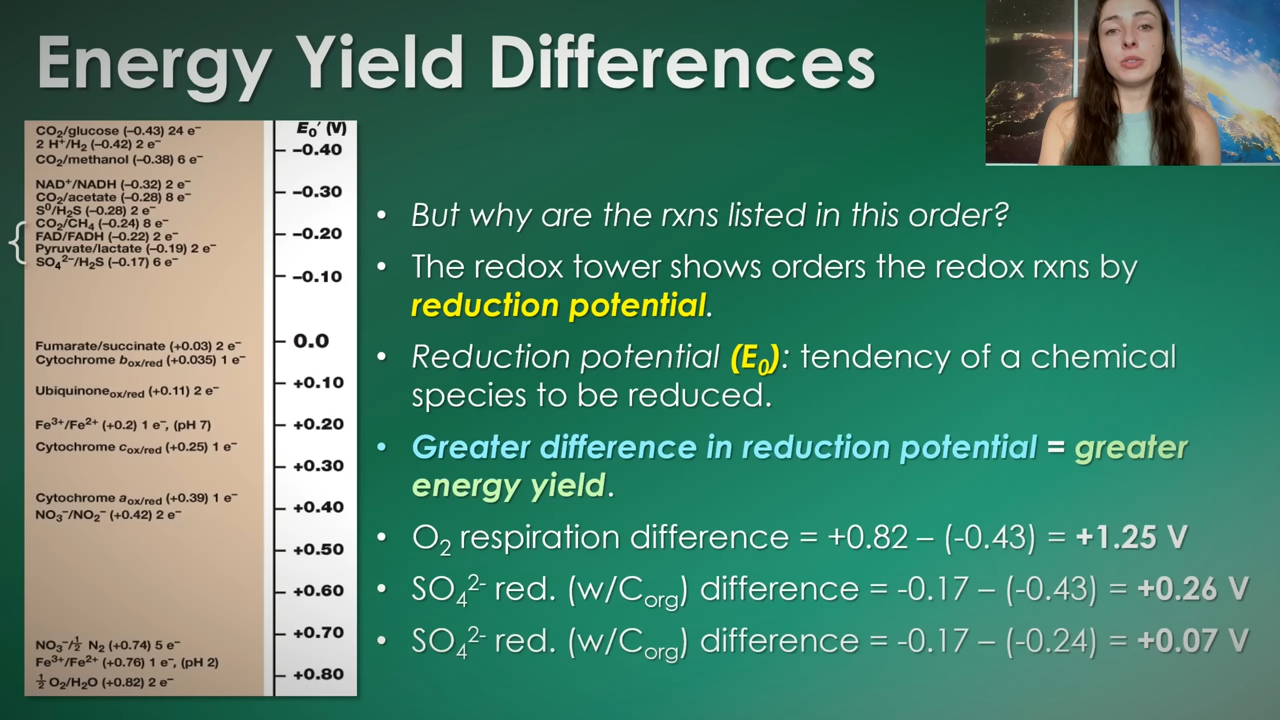 Energy Yield Differences
CO₂/glucose (–0.43) 24 e⁻
2 H⁺/H₂ (–0.42) 2 e⁻
CO₂/methanol (–0.38) 6 e⁻
NAD⁺/NADH (–0.32) 2 e⁻
CO₂/acetate (–0.28) 8 e⁻
S⁰/H₂S (–0.28) 2 e⁻
CO₂/CH₄ (–0.24) 8 e⁻
FAD/FADH (–0.22) 2 e⁻
Pyruvate/lactate (–0.19) 2 e⁻
SO₄²⁻/H₂S (–0.17) 6 e⁻
Fumarate/succinate (+0.03) 2 e⁻
Cytochrome b ox/red (+0.035) 1 e⁻
Ubiquinone ox/red (+0.11) 2 e⁻
Fe³⁺/Fe²⁺ (+0.2) 1 e⁻, (pH 7)
Cytochrome c ox/red (+0.25) 1 e⁻
Cytochrome a ox/red (+0.39) 1 e⁻
NO₃⁻/NO₂⁻ (+0.42) 2 e⁻
NO₃⁻/½ N₂ (+0.74) 5 e⁻
Fe³⁺/Fe²⁺ (+0.76) 1 e⁻, (pH 2)
½ O₂/H₂O (+0.82) 2 e⁻
E₀′ (V)
–0.40
–0.30
–0.20
–0.10
0.0
+0.10
+0.20
+0.30
+0.40
+0.50
+0.60
+0.70
+0.80
• But why are the rxns listed in this order?
• The redox tower shows orders the redox rxns by
reduction potential.
• Reduction potential (E₀): tendency of a chemical
species to be reduced.
• Greater difference in reduction potential = greater
energy yield.
• O₂ respiration difference = +0.82 – (-0.43) = +1.25 V
• SO₄²⁻ red. (w/C org) difference = -0.17 – (-0.43) = +0.26 V
• SO₄²⁻ red. (w/C org) difference = -0.17 – (-0.24) = +0.07 V